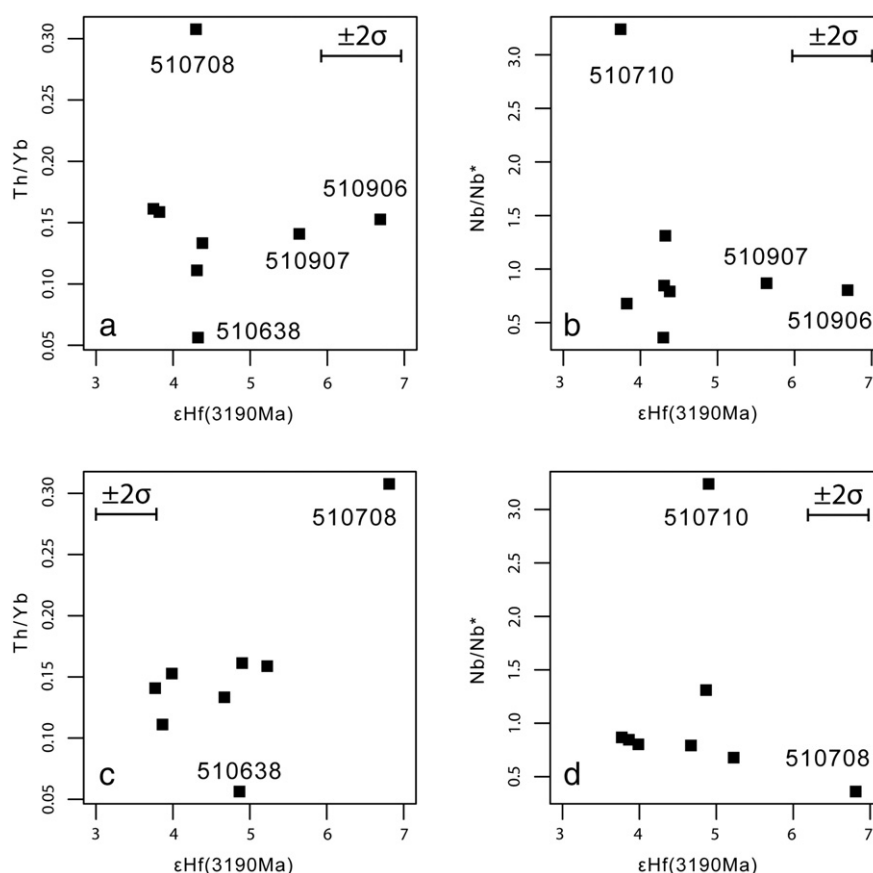 0.30
0.25
0.20
0.15
0.10
0.05
Th/Yb
510708
±2σ
510906
510907
510638
a
3 4 5 6 7
εHf(3190Ma)
3.0
2.5
2.0
1.5
1.0
0.5
Nb/Nb*
510710
±2σ
510907
510906
b
3 4 5 6 7
εHf(3190Ma)
0.30
0.25
0.20
0.15
0.10
0.05
Th/Yb
±2σ
510708
510638
c
3 4 5 6 7
εHf(3190Ma)
3.0
2.5
2.0
1.5
1.0
0.5
Nb/Nb*
510710
±2σ
510708
d
3 4 5 6 7
εHf(3190Ma)